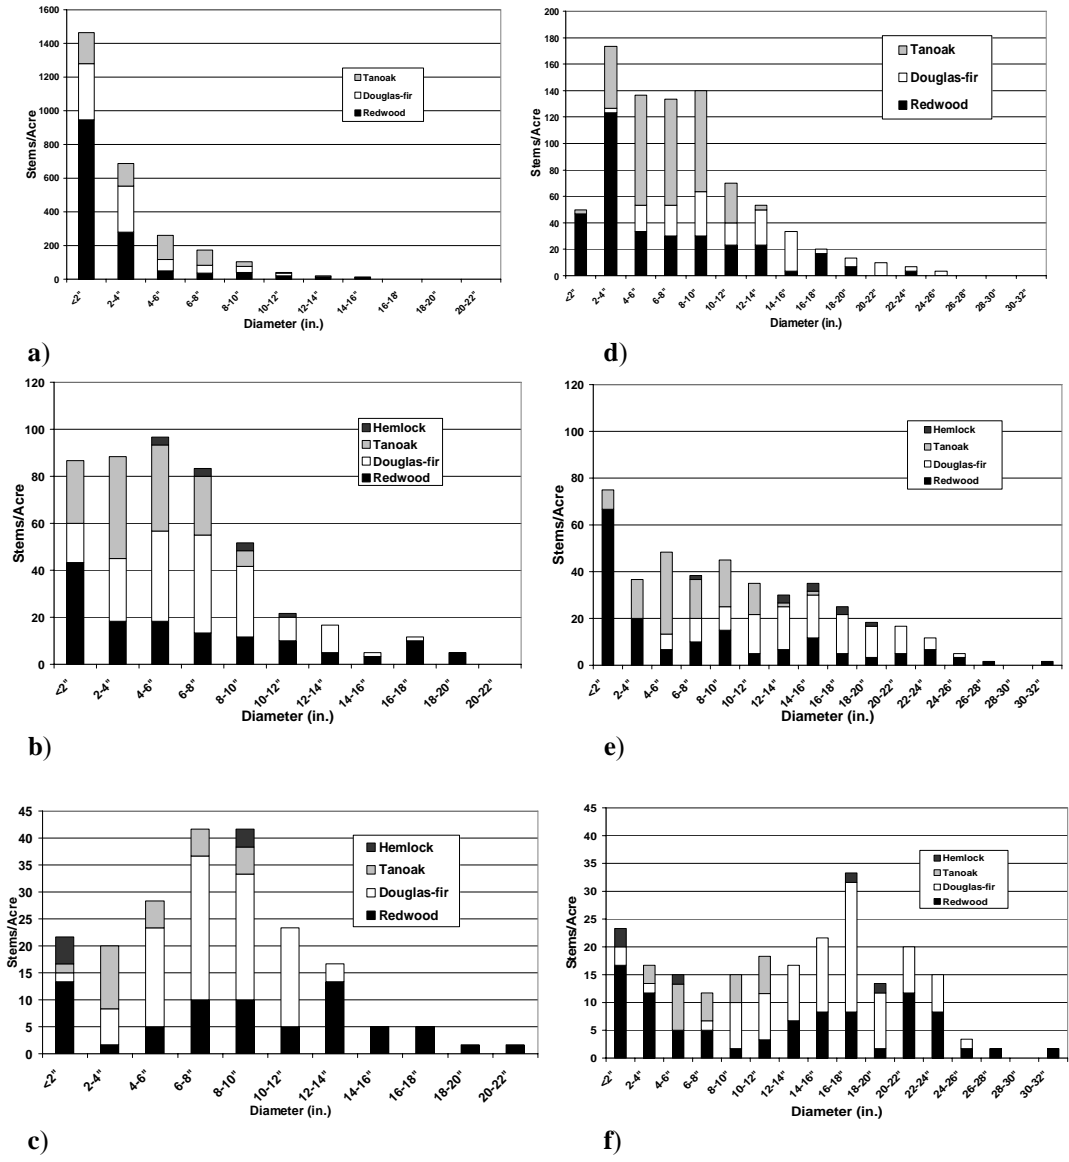 1600
1400
1200
1000
800
600
400
200
0
Stems/Acre
Tanoak
Douglas-fir
Redwood
<2" 2-4" 4-6" 6-8" 8-10" 10-12" 12-14" 14-16" 16-18" 18-20" 20-22"
Diameter (in.)
a)
200
180
160
140
120
100
80
60
40
20
0
Stems/Acre
Tanoak
Douglas-fir
Redwood
<2" 2-4" 4-6" 6-8" 8-10" 10-12" 12-14" 14-16" 16-18" 18-20" 20-22" 22-24" 24-26" 26-28" 28-30" 30-32"
Diameter (in.)
d)
120
100
80
60
40
20
0
Stems/Acre
Hemlock
Tanoak
Douglas-fir
Redwood
<2" 2-4" 4-6" 6-8" 8-10" 10-12" 12-14" 14-16" 16-18" 18-20" 20-22"
Diameter (in.)
b)
120
100
80
60
40
20
0
Stems/Acre
Hemlock
Tanoak
Douglas-fir
Redwood
<2" 2-4" 4-6" 6-8" 8-10" 10-12" 12-14" 14-16" 16-18" 18-20" 20-22" 22-24" 24-26" 26-28" 28-30" 30-32"
Diameter (in.)
e)
45
40
35
30
25
20
15
10
5
0
Stems/Acre
Hemlock
Tanoak
Douglas-fir
Redwood
<2" 2-4" 4-6" 6-8" 8-10" 10-12" 12-14" 14-16" 16-18" 18-20" 20-22"
Diameter (in.)
c)
45
40
35
30
25
20
15
10
5
0
Stems/Acre
Hemlock
Tanoak
Douglas-fir
Redwood
<2" 2-4" 4-6" 6-8" 8-10" 10-12" 12-14" 14-16" 16-18" 18-20" 20-22" 22-24" 24-26" 26-28" 28-30" 30-32"
Diameter (in.)
f)